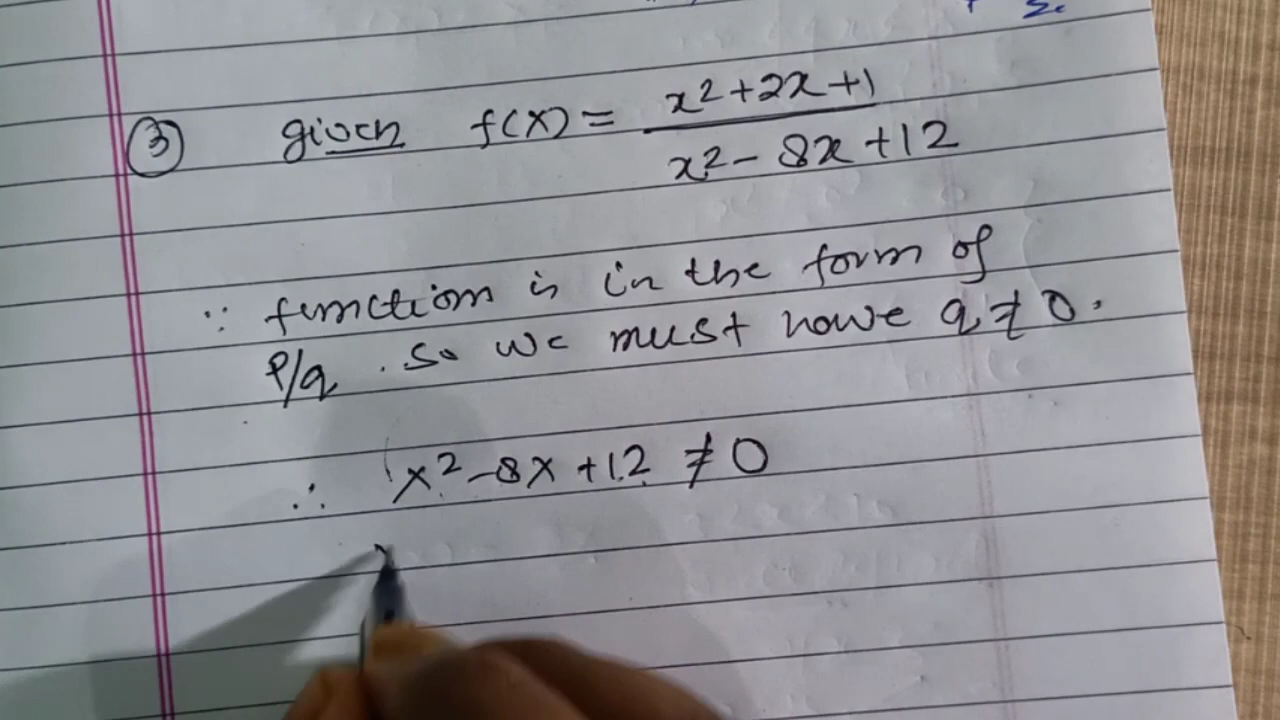 ③ given f(x) = x²+2x+1 / x²-8x+12
∵ function is in the form of
P/q . So we must have q ≠ 0.
∴ x²-8x+12 ≠ 0